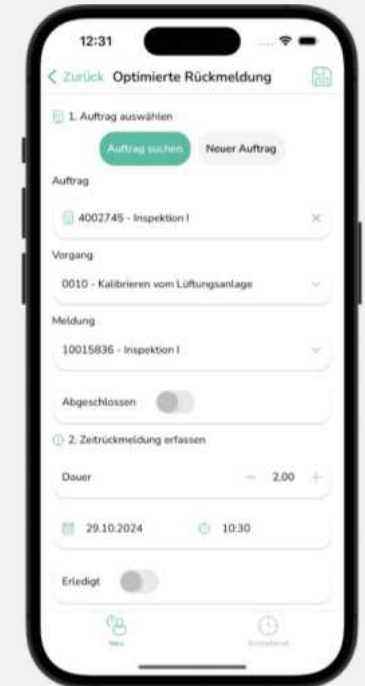 12:31
Zurück Optimierte Rückmeldung
1. Auftrag auswählen
Auftrag suchen Neuer Auftrag
Auftrag
4002745 - Inspektion I
Vorgang
0010 - Kalibrieren vom Lüftungsanlage
Meldung
10015836 - Inspektion I
Abgeschlossen
2. Zeitrückmeldung erfassen
Dauer − 2,00 +
29.10.2024 10:30
Erledigt
Neu